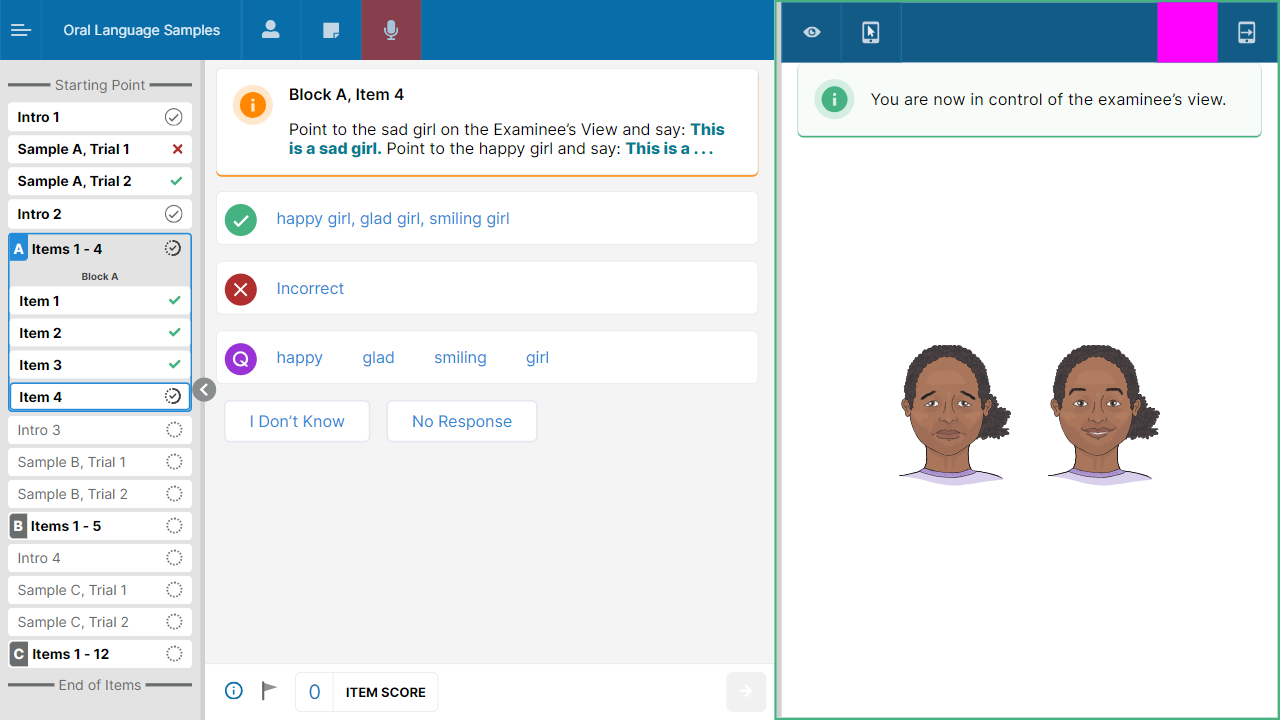 Oral Language Samples
Starting Point
Intro 1
Sample A, Trial 1
Sample A, Trial 2
Intro 2
A Items 1 - 4
Block A
Item 1
Item 2
Item 3
Item 4
Intro 3
Sample B, Trial 1
Sample B, Trial 2
B Items 1 - 5
Intro 4
Sample C, Trial 1
Sample C, Trial 2
C Items 1 - 12
End of Items
Block A, Item 4
Point to the sad girl on the Examinee’s View and say: This
is a sad girl. Point to the happy girl and say: This is a . . .
happy girl, glad girl, smiling girl
Incorrect
Q happy glad smiling girl
I Don’t Know No Response
0 ITEM SCORE
You are now in control of the examinee’s view.